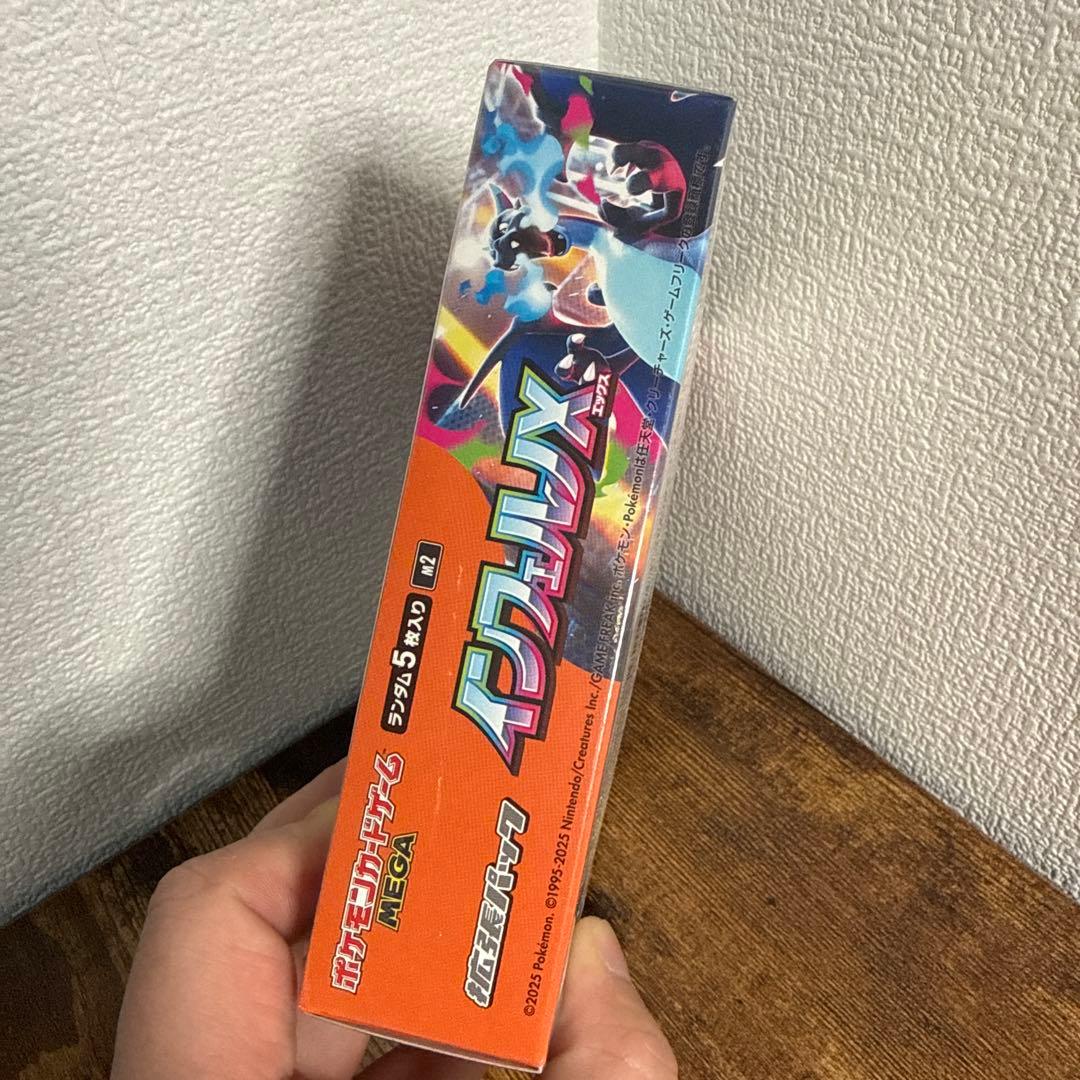 ポケモンカードゲーム
MEGA
ランダム5枚入り M2
拡張パック
インフェルノX
エックス
©2025 Pokémon. ©1995-2025 Nintendo/Creatures Inc./GAME FREAK inc. ポケモン・Pokémonは任天堂・クリーチャーズ・ゲームフリークの登録商標です。